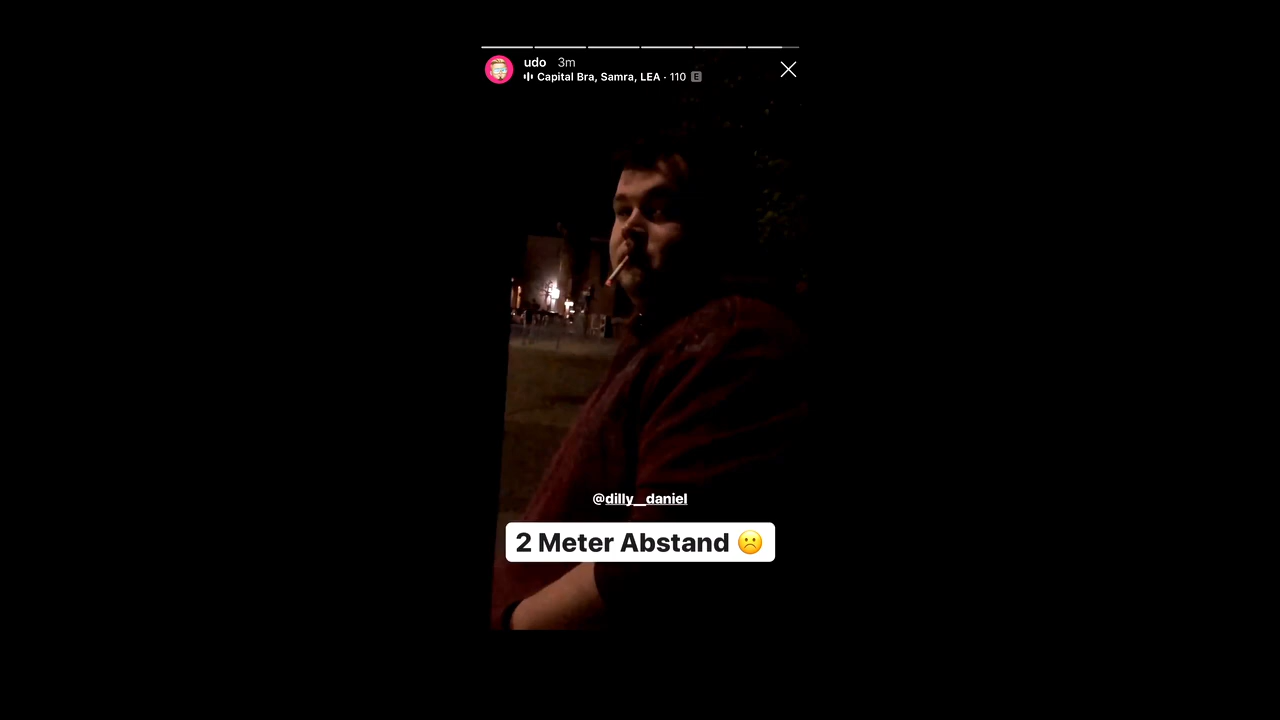 udo 3m
Capital Bra, Samra, LEA · 110 E
@dilly__daniel
2 Meter Abstand ☹️